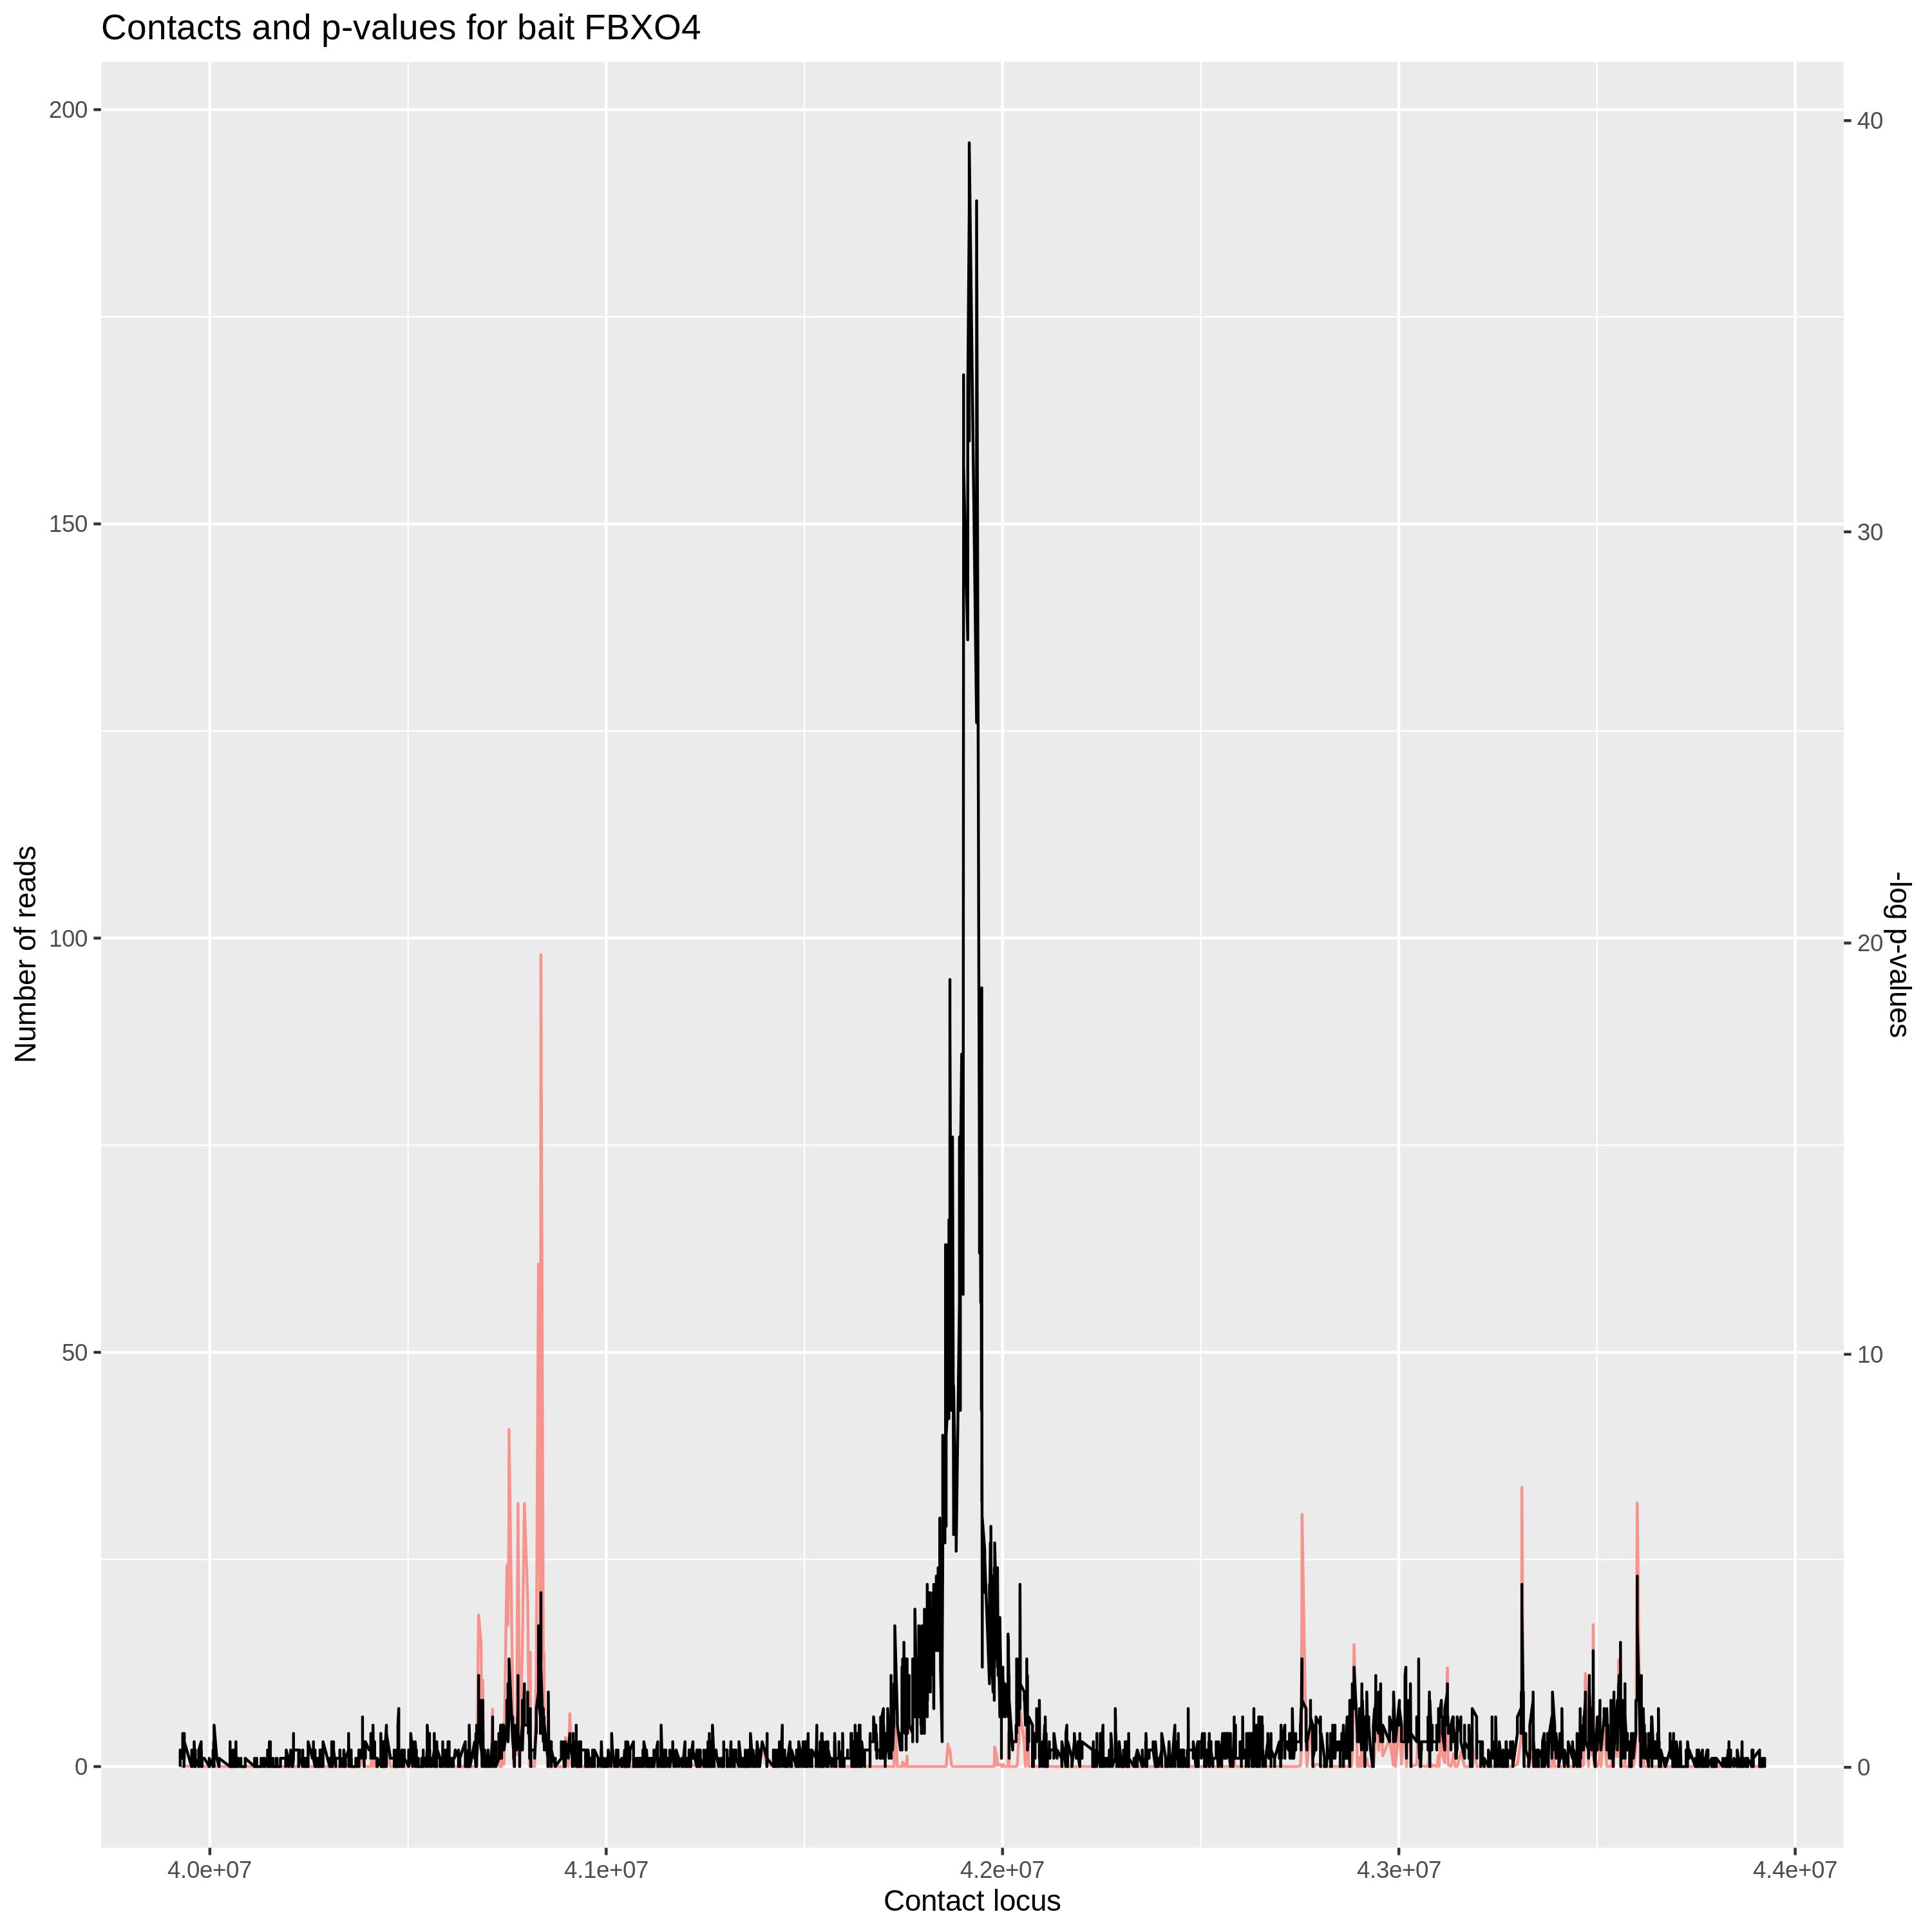 Contacts and p-values for bait FBXO4
200
150
100
50
0
Number of reads
40
30
20
10
0
-log p-values
4.0e+07 4.1e+07 4.2e+07 4.3e+07 4.4e+07
Contact locus